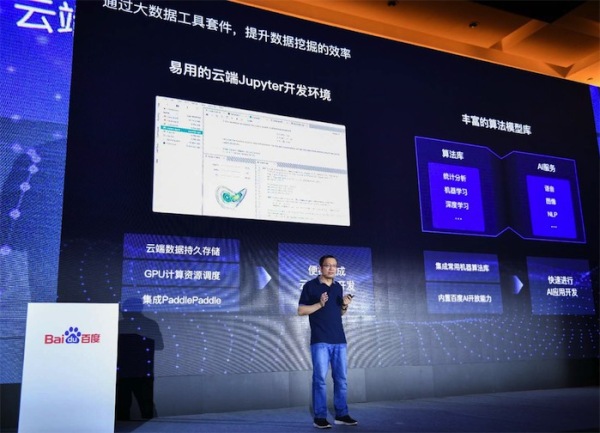 云端
通过大数据工具套件，提升数据挖掘的效率
易用的云端Jupyter开发环境
丰富的算法模型库
算法库
统计分析
机器学习
深度学习
...
AI服务
语音
图像
NLP
...
云端数据持久存储
GPU计算资源调度
集成PaddlePaddle
开发
集成常用机器算法库
内置百度AI开放能力
快速进行
AI应用开发
Bai du 百度